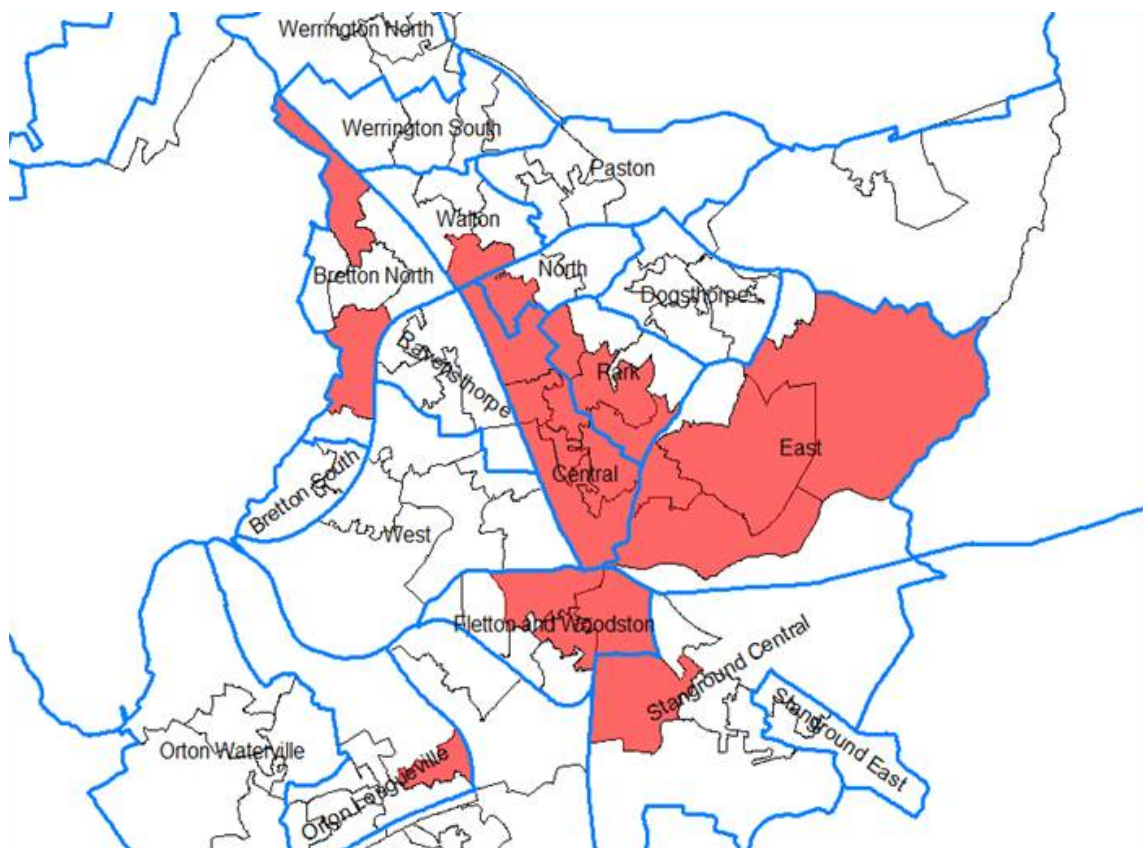 Werrington North
Werrington South
Paston
Walton
North
Bretton North
Dogsthorpe
Ravensthorpe
Park
East
Central
Bretton South
West
Fletton and Woodston
Stanground Central
Stanground East
Orton Waterville
Orton Longueville